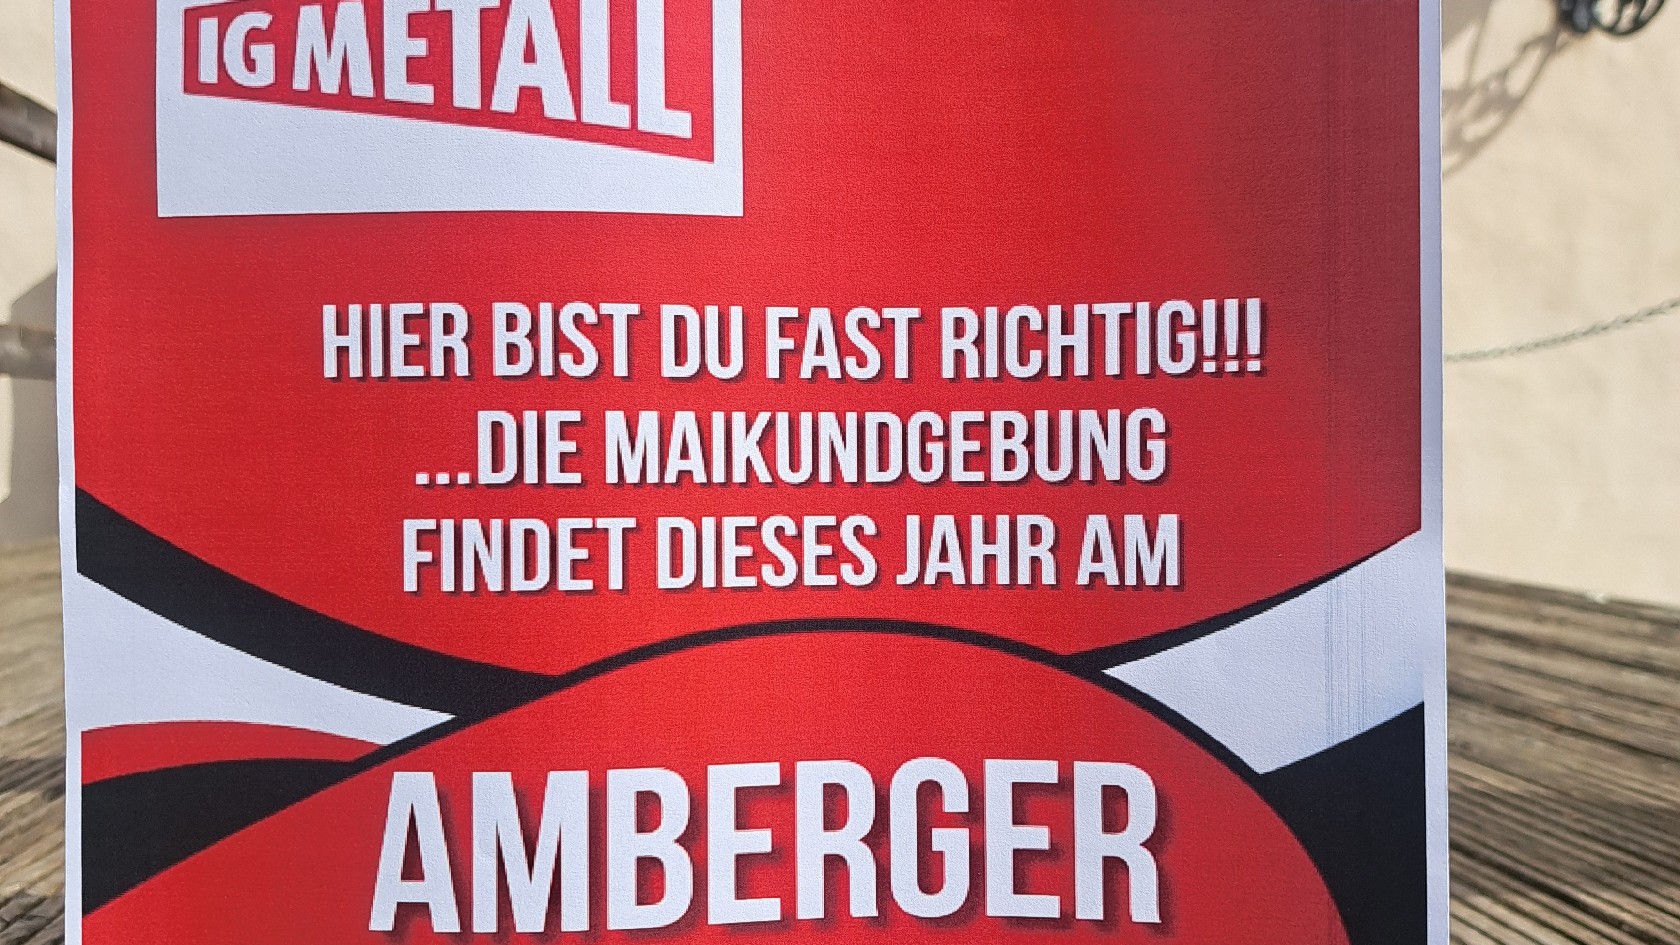 IG METALL
HIER BIST DU FAST RICHTIG!!!
...DIE MAIKUNDGEBUNG
FINDET DIESES JAHR AM
AMBERGER